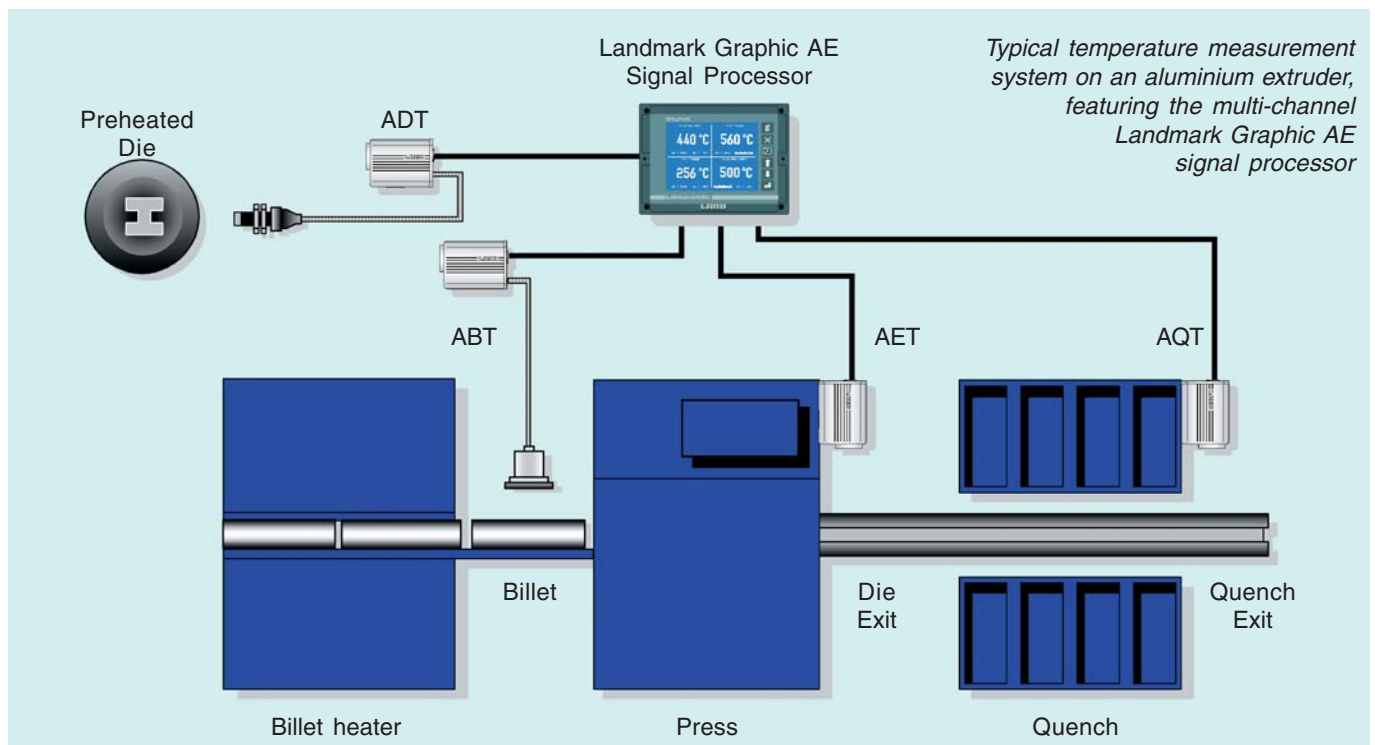 Landmark Graphic AE
Signal Processor
Typical temperature measurement
system on an aluminium extruder,
featuring the multi-channel
Landmark Graphic AE
signal processor
Preheated
Die
ADT
440 °C
560 °C
256 °C
500 °C
LAND
ABT
AET
AQT
Billet
Die
Exit
Quench
Exit
Billet heater
Press
Quench